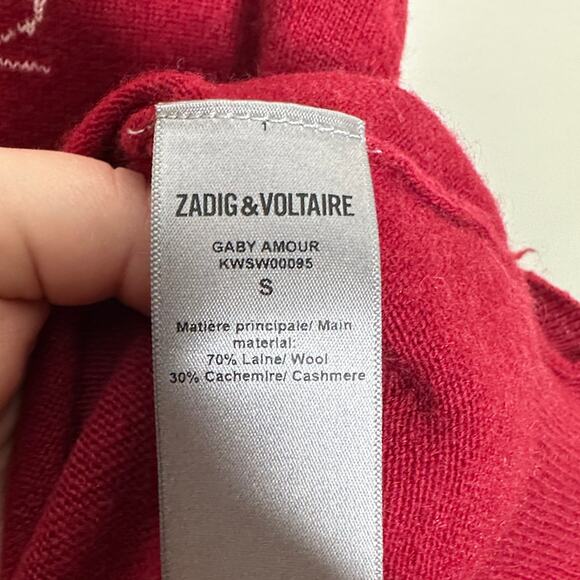 1
ZADIG&VOLTAIRE
GABY AMOUR
KWSW00095
S
Matière principale/ Main
material:
70% Laine/ Wool
30% Cachemire/ Cashmere